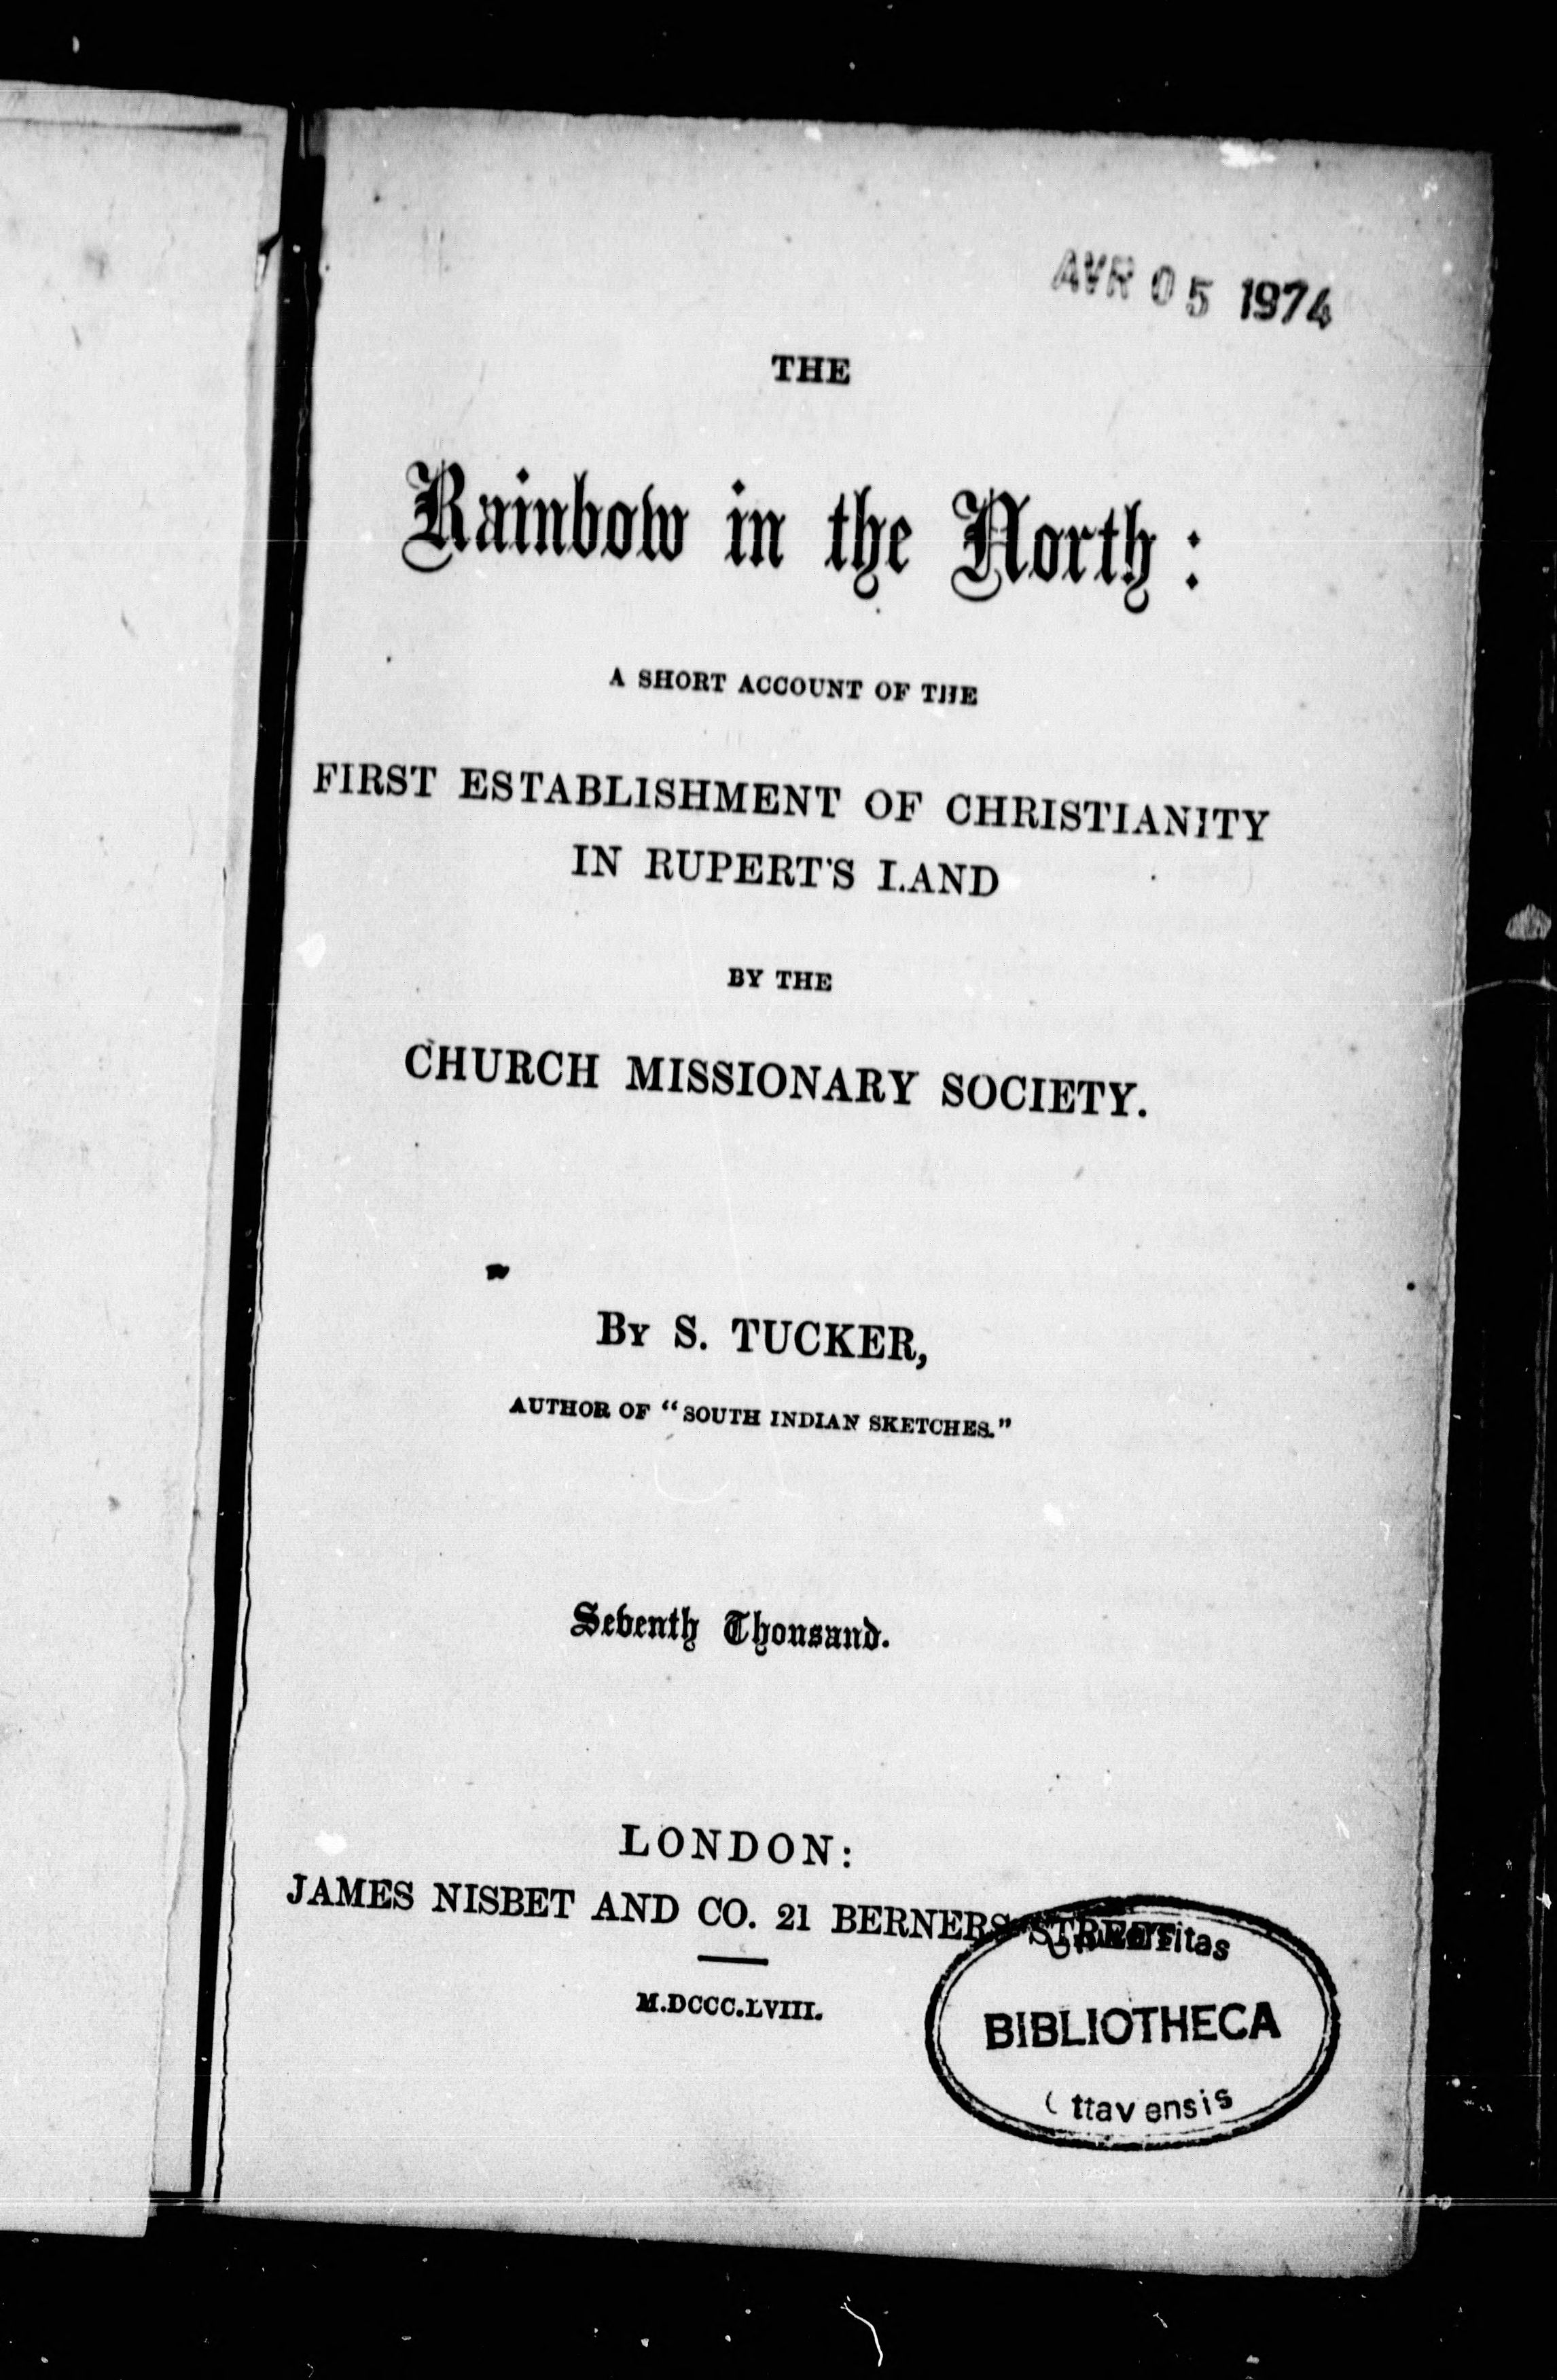 AVR 05 1974
THE
Rainbow in the North:
A SHORT ACCOUNT OF THE
FIRST ESTABLISHMENT OF CHRISTIANITY
IN RUPERT'S LAND
BY THE
CHURCH MISSIONARY SOCIETY.
BY S. TUCKER,
AUTHOR OF "SOUTH INDIAN SKETCHES."
Seventh Thousand.
LONDON:
JAMES NISBET AND CO. 21 BERNERS STREET
M.DCCC.LVIII.
BIBLIOTHECA